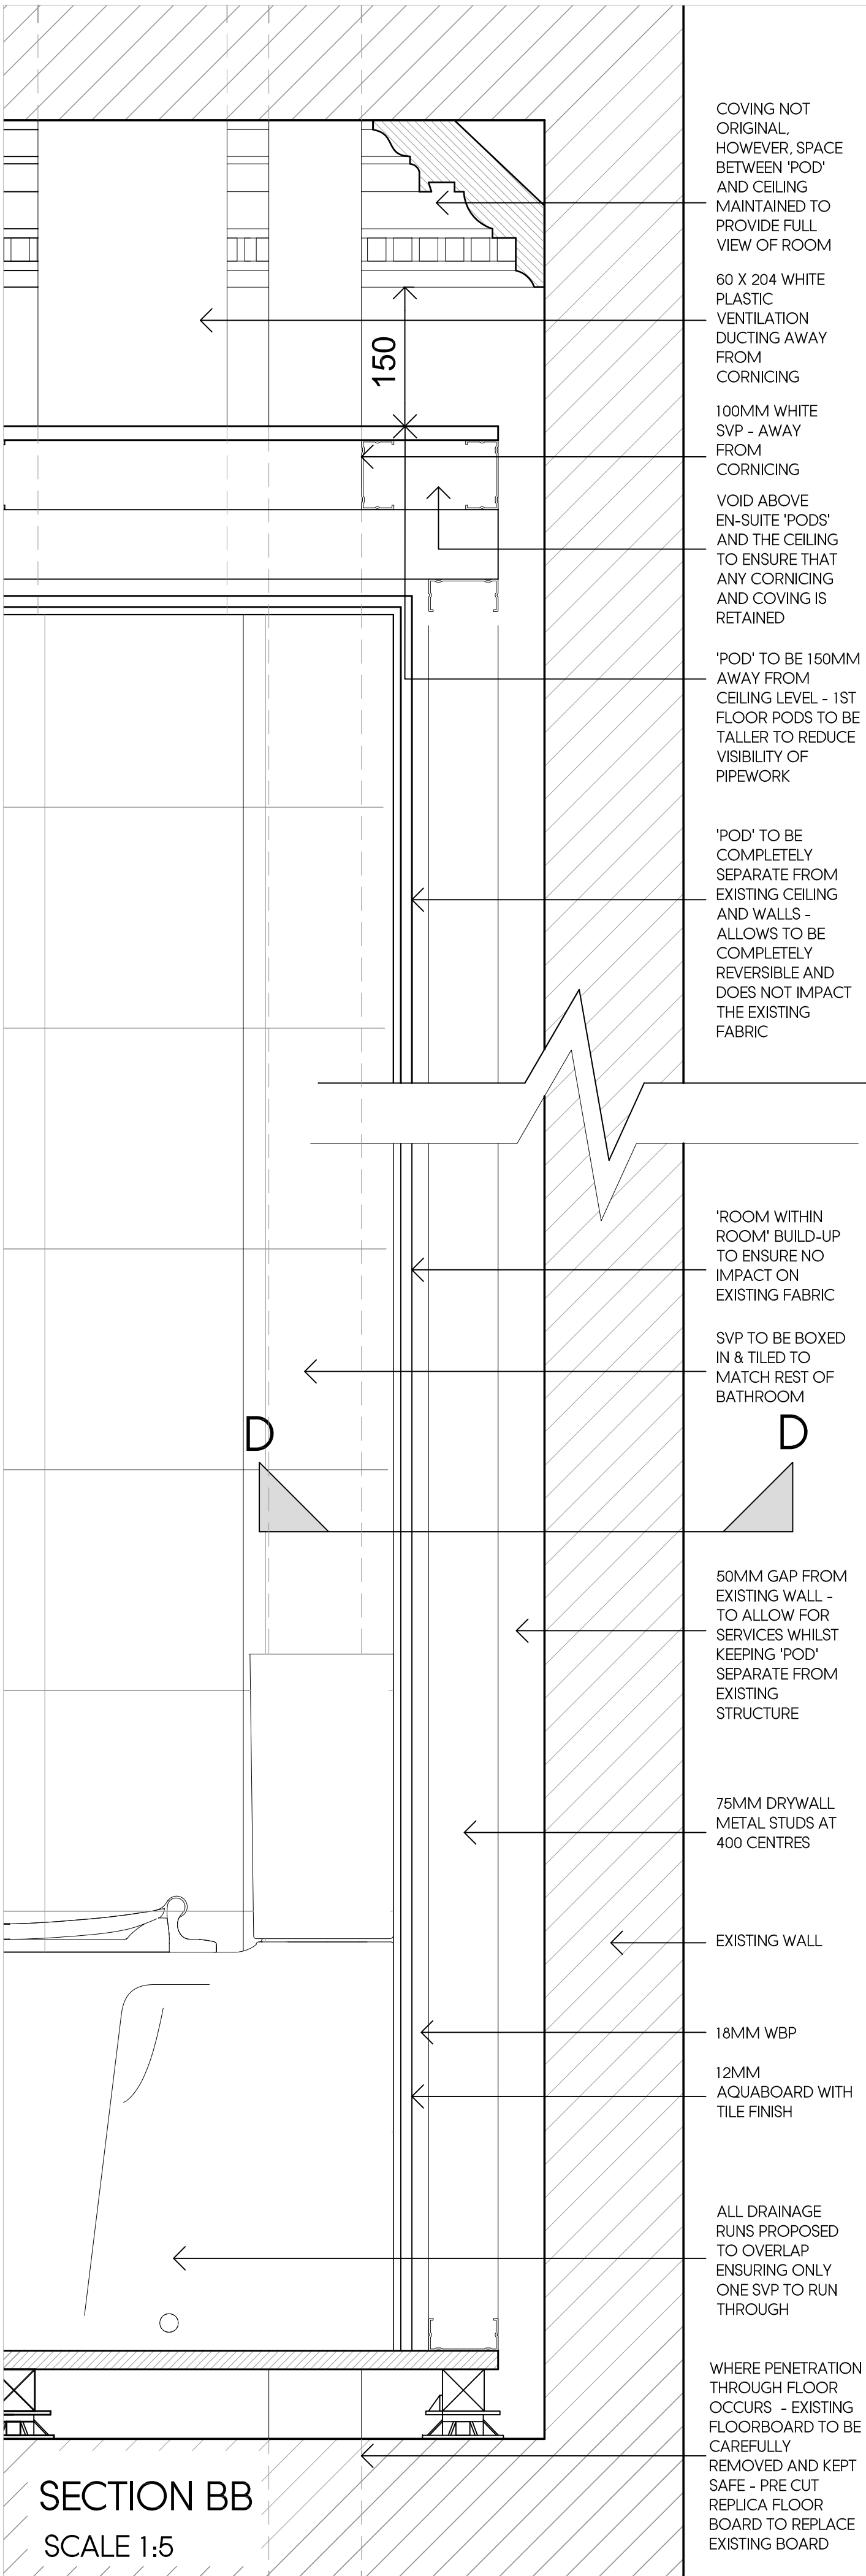 COVING NOT
ORIGINAL,
HOWEVER, SPACE
BETWEEN 'POD'
AND CEILING
MAINTAINED TO
PROVIDE FULL
VIEW OF ROOM
60 X 204 WHITE
PLASTIC
VENTILATION
DUCTING AWAY
FROM
CORNICING
150
100MM WHITE
SVP - AWAY
FROM
CORNICING
VOID ABOVE
EN-SUITE 'PODS'
AND THE CEILING
TO ENSURE THAT
ANY CORNICING
AND COVING IS
RETAINED
'POD' TO BE 150MM
AWAY FROM
CEILING LEVEL - 1ST
FLOOR PODS TO BE
TALLER TO REDUCE
VISIBILITY OF
PIPEWORK
'POD' TO BE
COMPLETELY
SEPARATE FROM
EXISTING CEILING
AND WALLS -
ALLOWS TO BE
COMPLETELY
REVERSIBLE AND
DOES NOT IMPACT
THE EXISTING
FABRIC
'ROOM WITHIN
ROOM' BUILD-UP
TO ENSURE NO
IMPACT ON
EXISTING FABRIC
SVP TO BE BOXED
IN & TILED TO
MATCH REST OF
BATHROOM
D
D
50MM GAP FROM
EXISTING WALL -
TO ALLOW FOR
SERVICES WHILST
KEEPING 'POD'
SEPARATE FROM
EXISTING
STRUCTURE
75MM DRYWALL
METAL STUDS AT
400 CENTRES
EXISTING WALL
18MM WBP
12MM
AQUABOARD WITH
TILE FINISH
ALL DRAINAGE
RUNS PROPOSED
TO OVERLAP
ENSURING ONLY
ONE SVP TO RUN
THROUGH
WHERE PENETRATION
THROUGH FLOOR
OCCURS - EXISTING
FLOORBOARD TO BE
CAREFULLY
REMOVED AND KEPT
SAFE - PRE CUT
REPLICA FLOOR
BOARD TO REPLACE
EXISTING BOARD
SECTION BB
SCALE 1:5